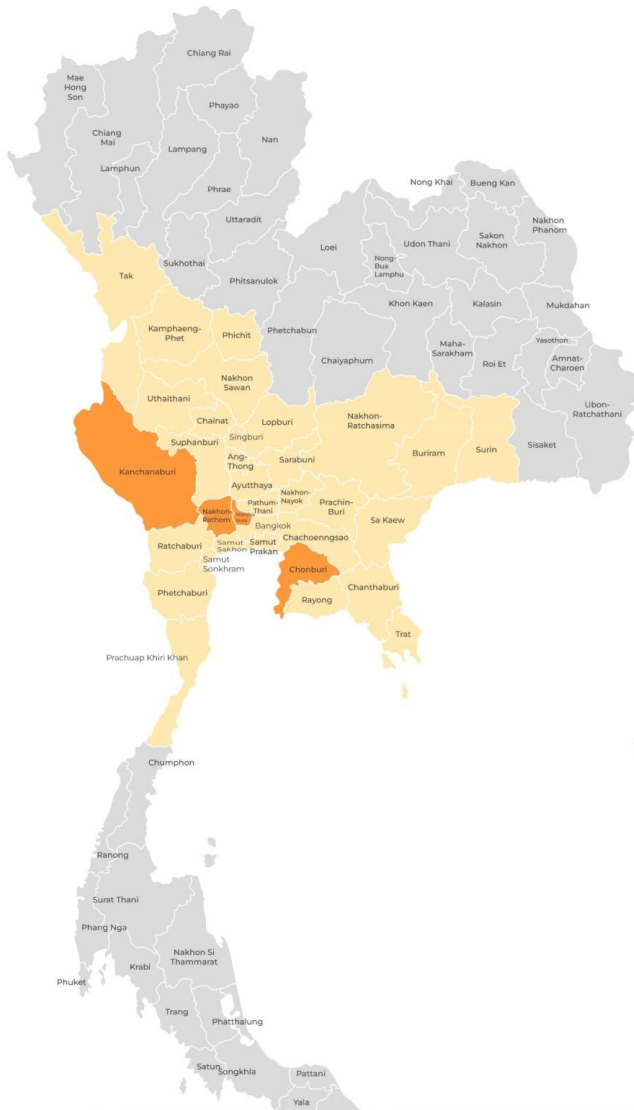 Chiang Rai
Mae
Hong
Son
Phayao
Chiang
Mai
Nan
Lampang
Lamphun
Phrae
Nong Khai
Bueng Kan
Uttaradit
Nakhon
Phanom
Loei
Udon Thani
Sakon
Nakhon
Nong-
Bua
Lamphu
Sukhothai
Tak
Phitsanulok
Khon Kaen
Kalasin
Mukdahan
Phetchabun
Kamphaeng-
Phet
Phichit
Maha-
Sarakham
Roi Et
Yasothon
Amnat-
Charoen
Chaiyaphum
Nakhon
Sawan
Uthaithani
Ubon-
Ratchathani
Chainat
Lopburi
Nakhon-
Ratchasima
Singburi
Suphanburi
Buriram
Surin
Sisaket
Ang-
Thong
Sarabuni
Kanchanaburi
Ayutthaya
Nakhon-
Nayok
Pathum-
Thani
Prachin-
Buri
Nakhon-
Pathom
Sa Kaew
Bangkok
Chachoenngsao
Ratchaburi
Samut
Sakhon
Samut
Prakan
Samut
Sonkhram
Chonburi
Phetchaburi
Chanthaburi
Rayong
Trat
Prachuap Khiri Khan
Chumphon
Ranong
Surat Thani
Phang Nga
Nakhon Si
Thammarat
Krabi
Phuket
Trang
Phatthalung
Satun
Songkhla
Pattani
Yala